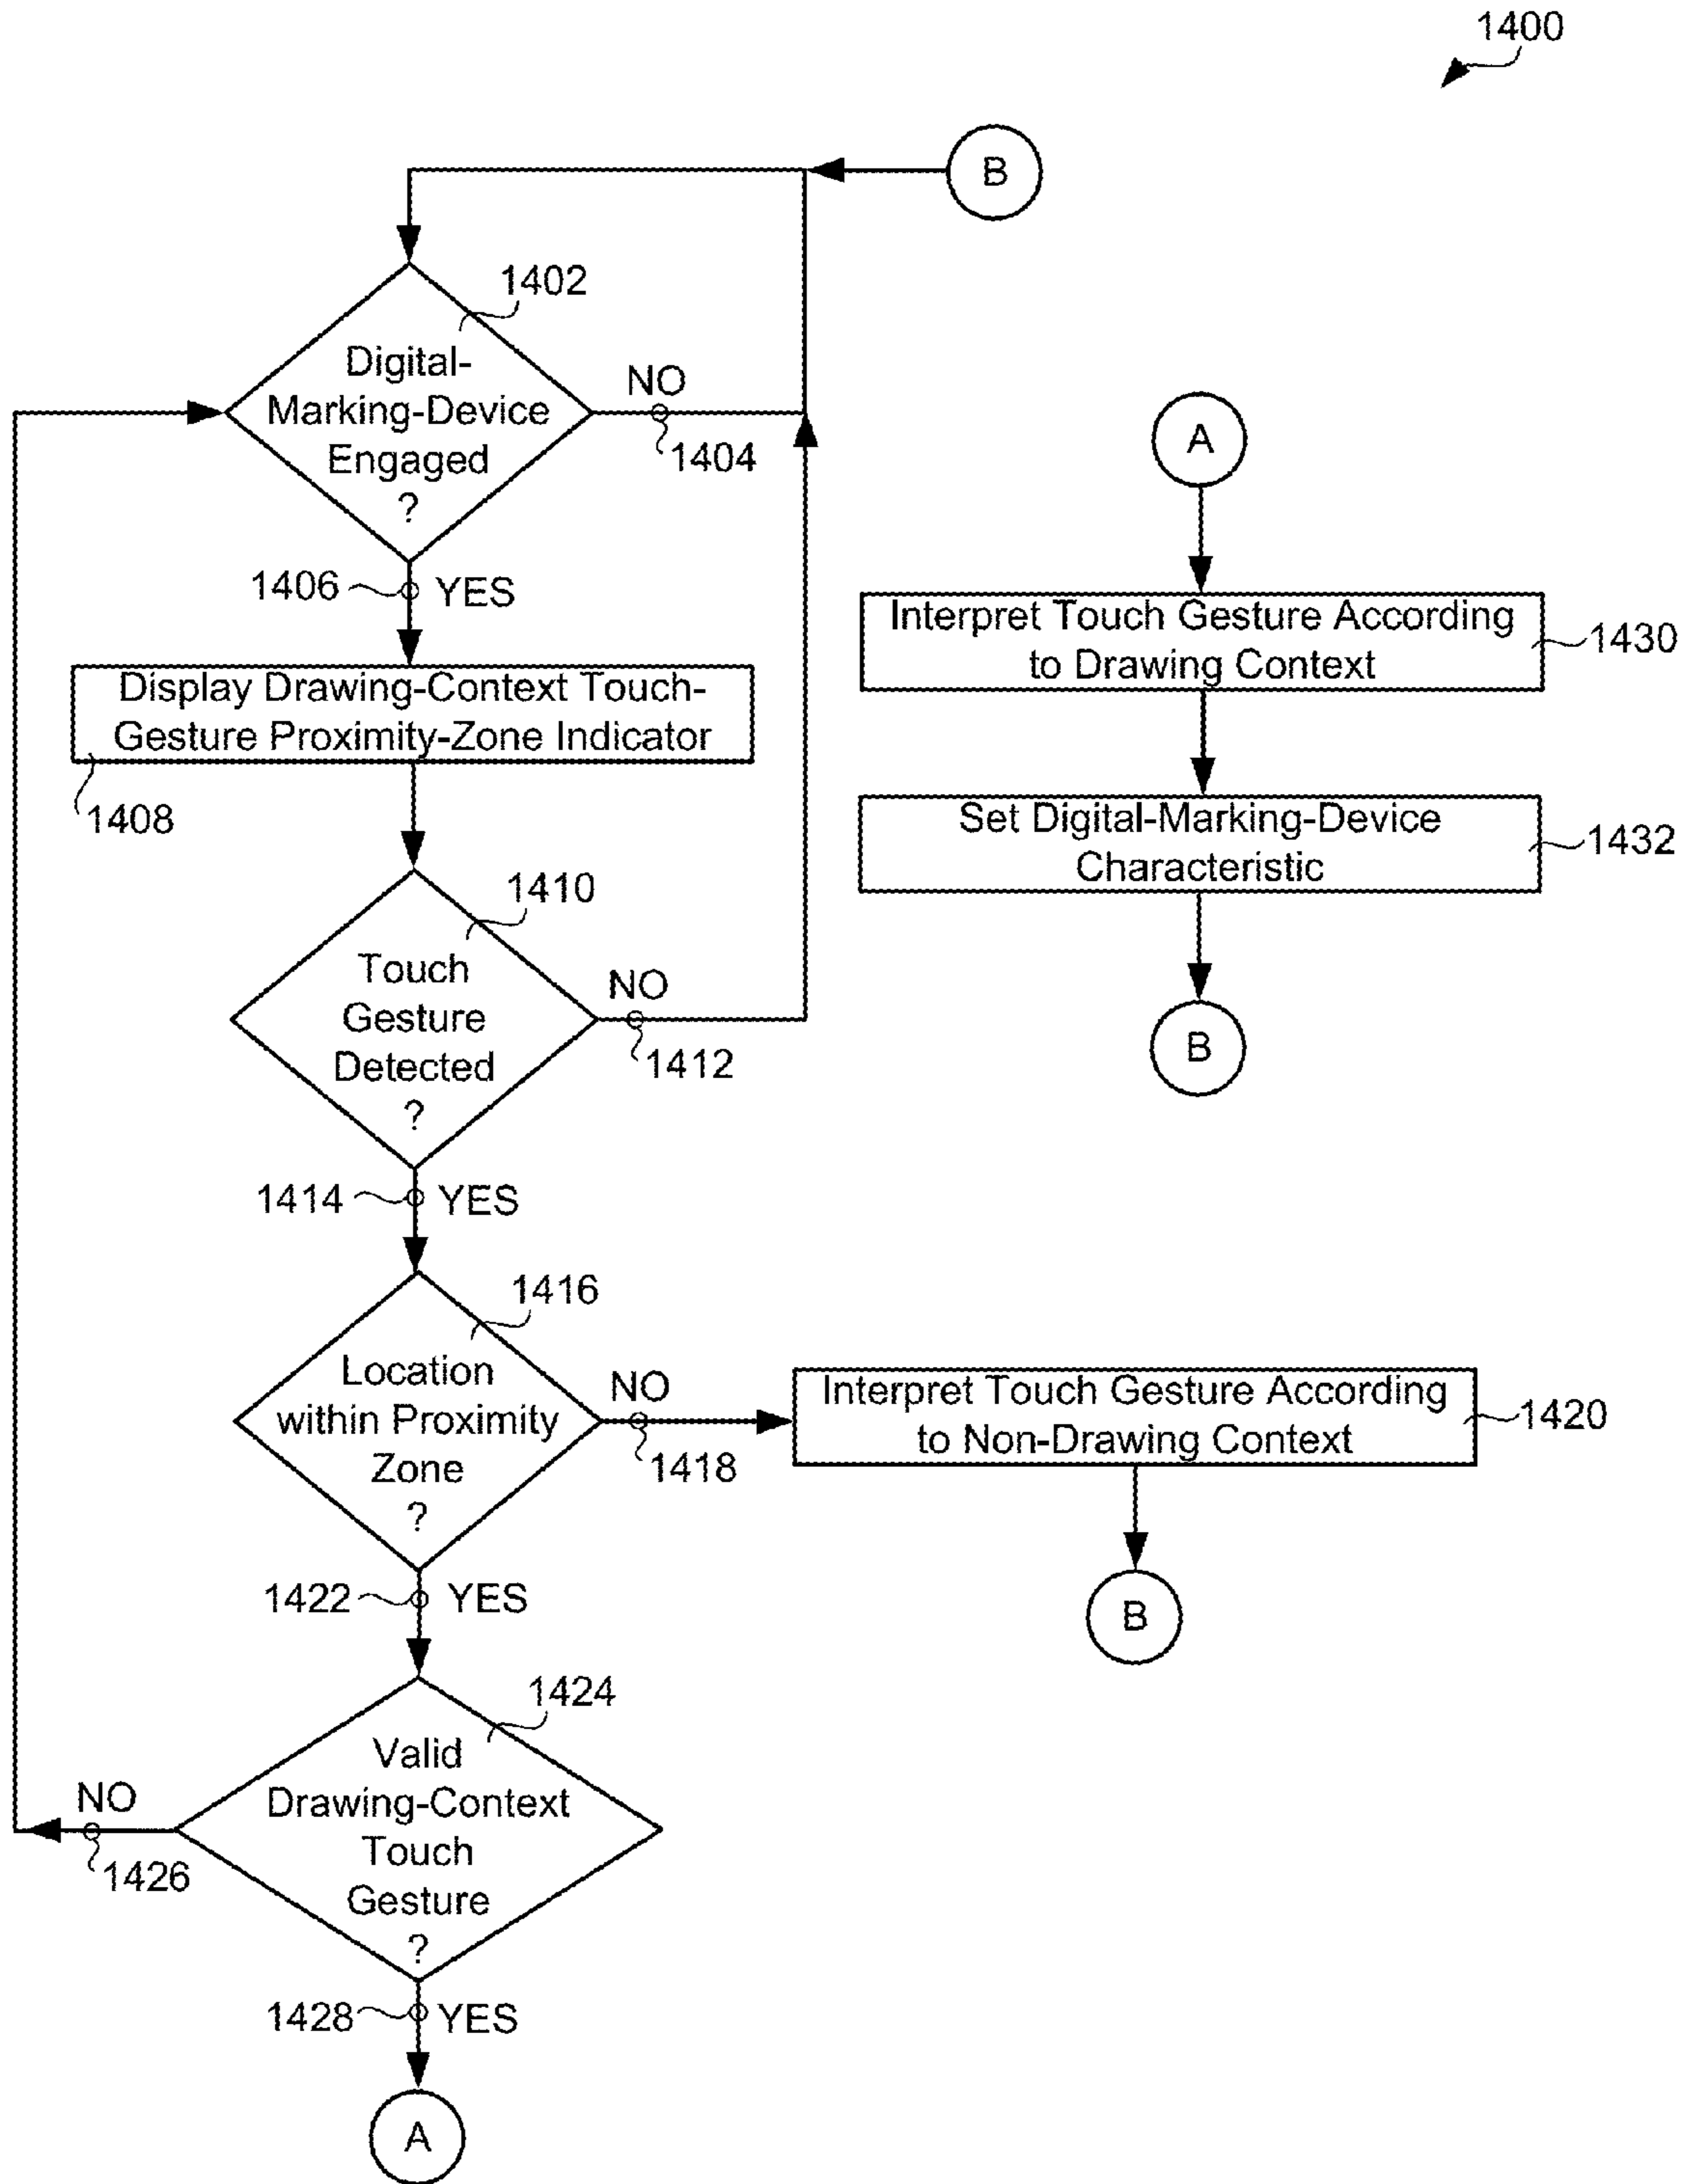 1400
B
1402
Digital-
Marking-Device
Engaged
?
NO
1404
1406
YES
Display Drawing-Context Touch-
Gesture Proximity-Zone Indicator
1408
1410
Touch
Gesture
Detected
?
NO
1412
1414
YES
1416
Location
within Proximity
Zone
?
NO
1418
Interpret Touch Gesture According
to Non-Drawing Context
1420
B
1422
YES
1424
Valid
Drawing-Context
Touch
Gesture
?
NO
1426
1428
YES
A
A
Interpret Touch Gesture According
to Drawing Context
1430
Set Digital-Marking-Device
Characteristic
1432
B